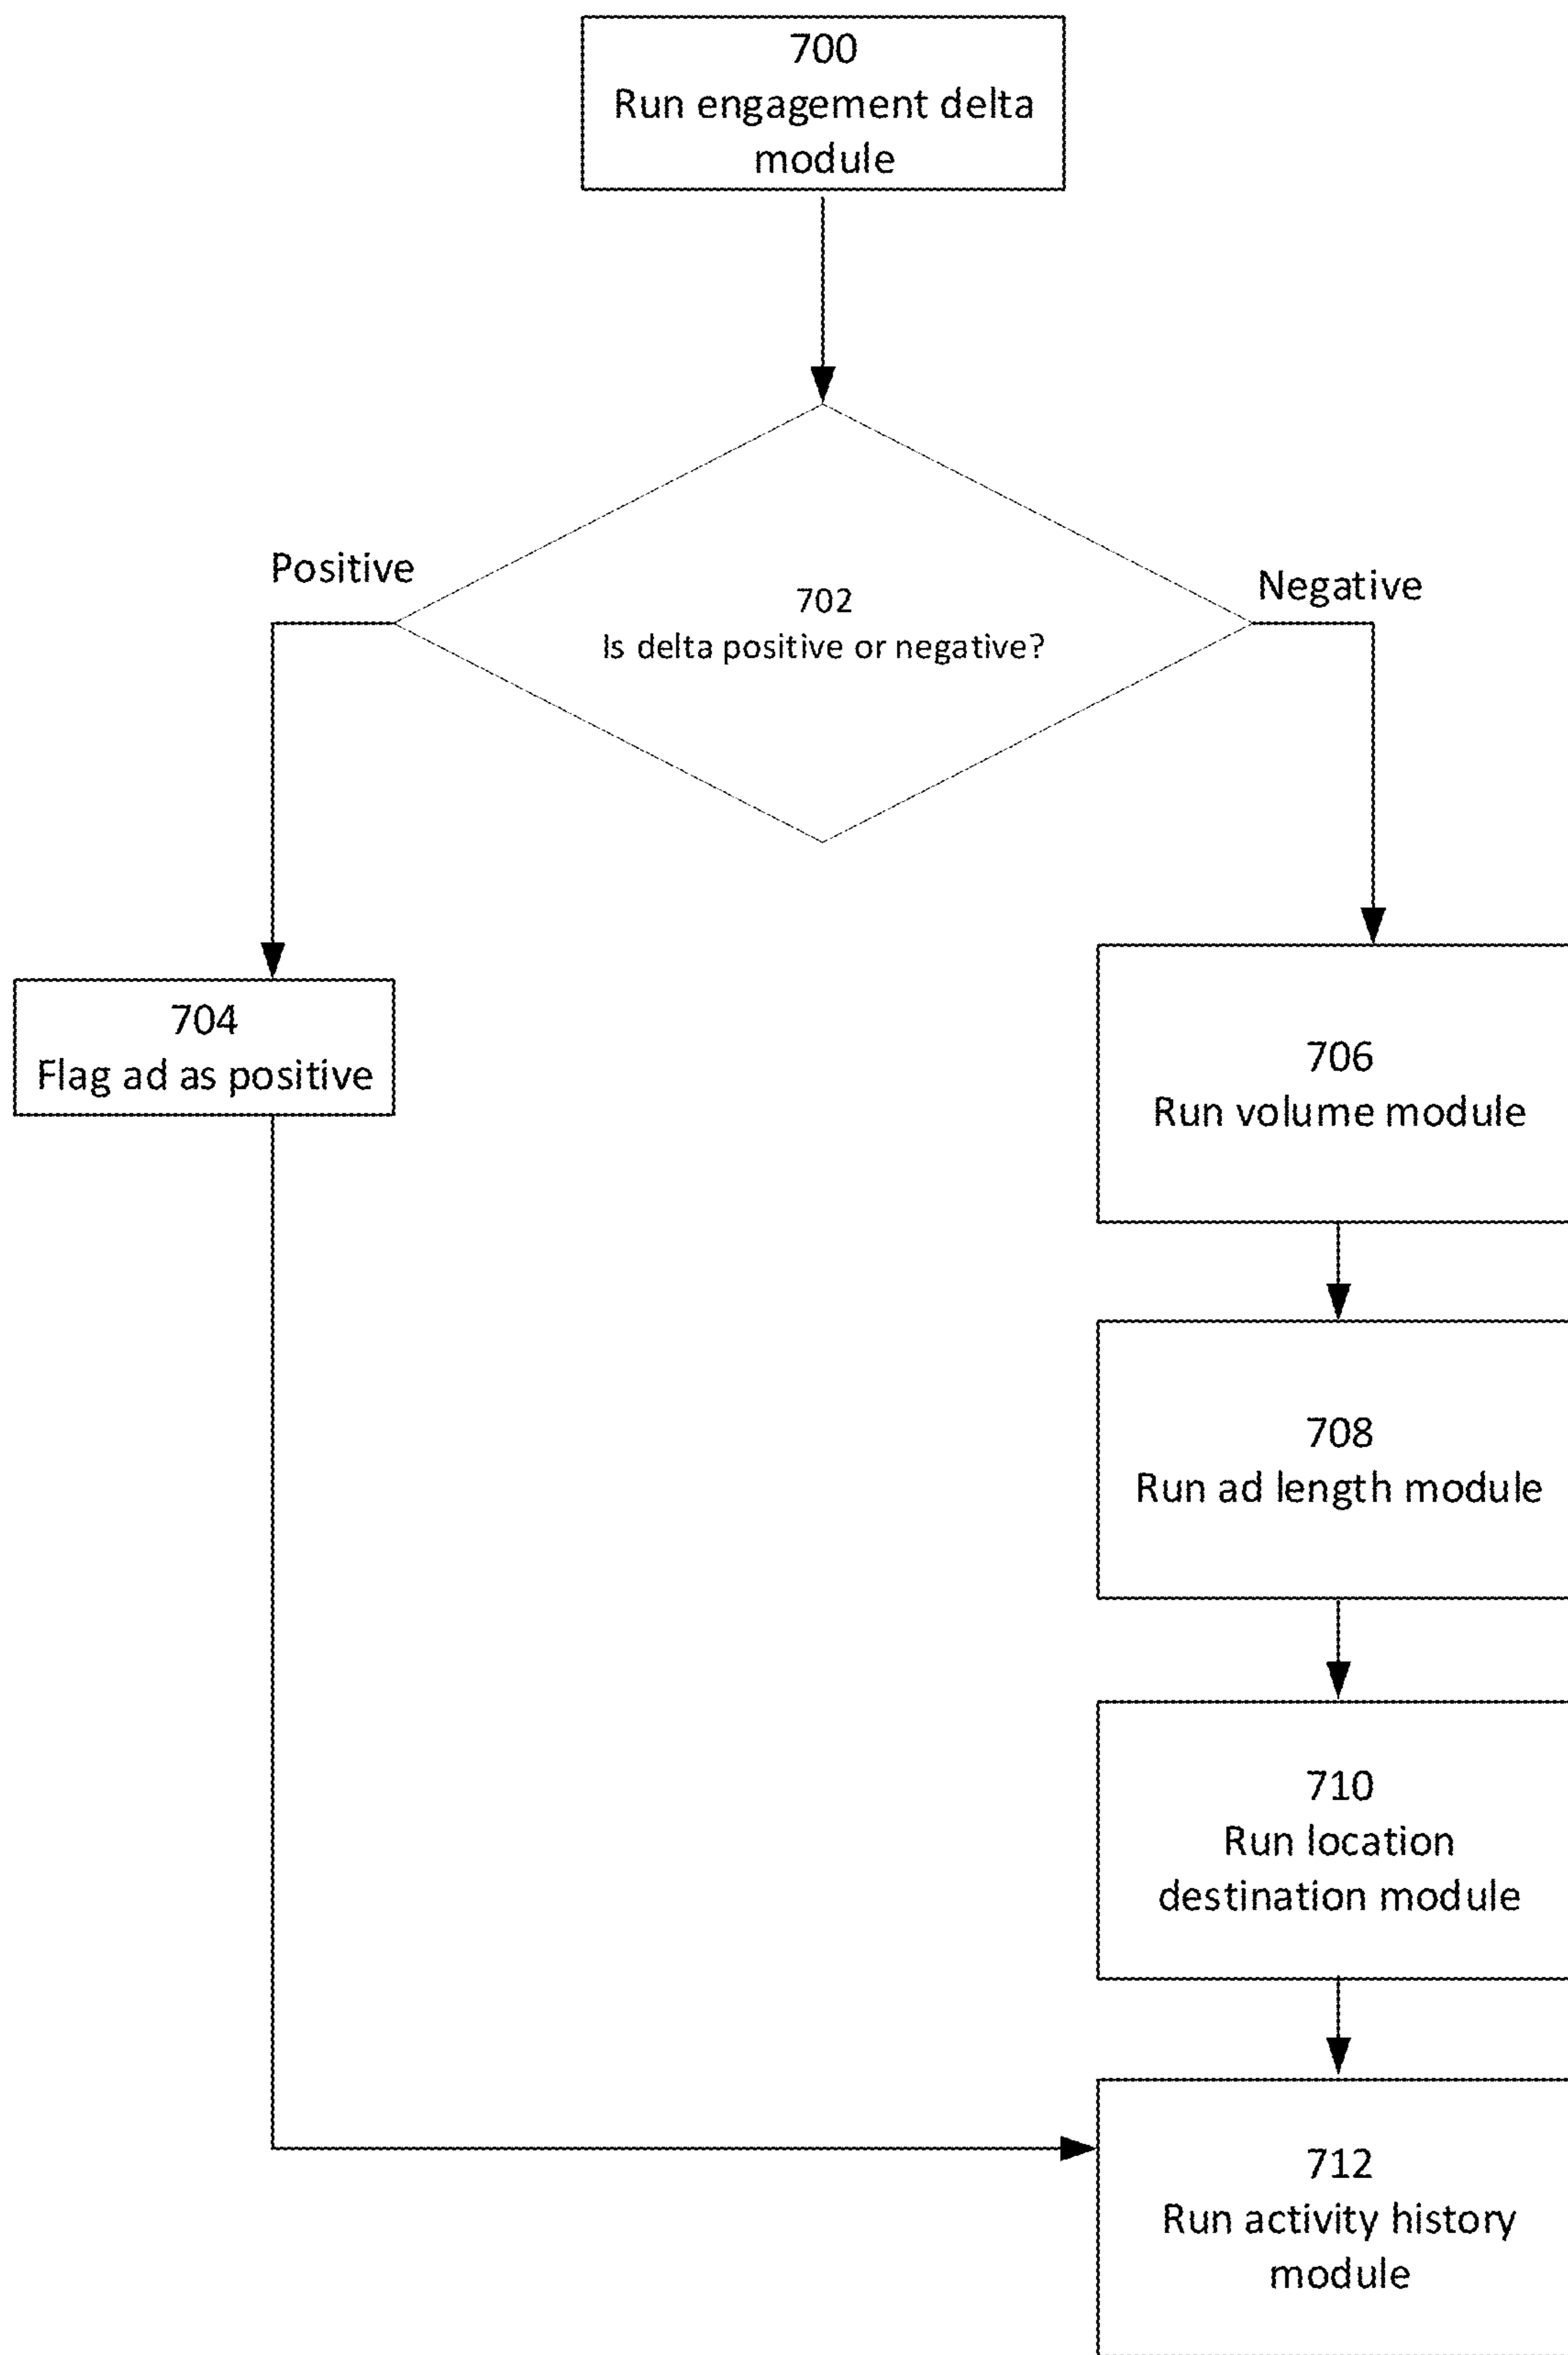 700
Run engagement delta
module
Positive
Negative
702
Is delta positive or negative?
704
Flag ad as positive
706
Run volume module
708
Run ad length module
710
Run location
destination module
712
Run activity history
module